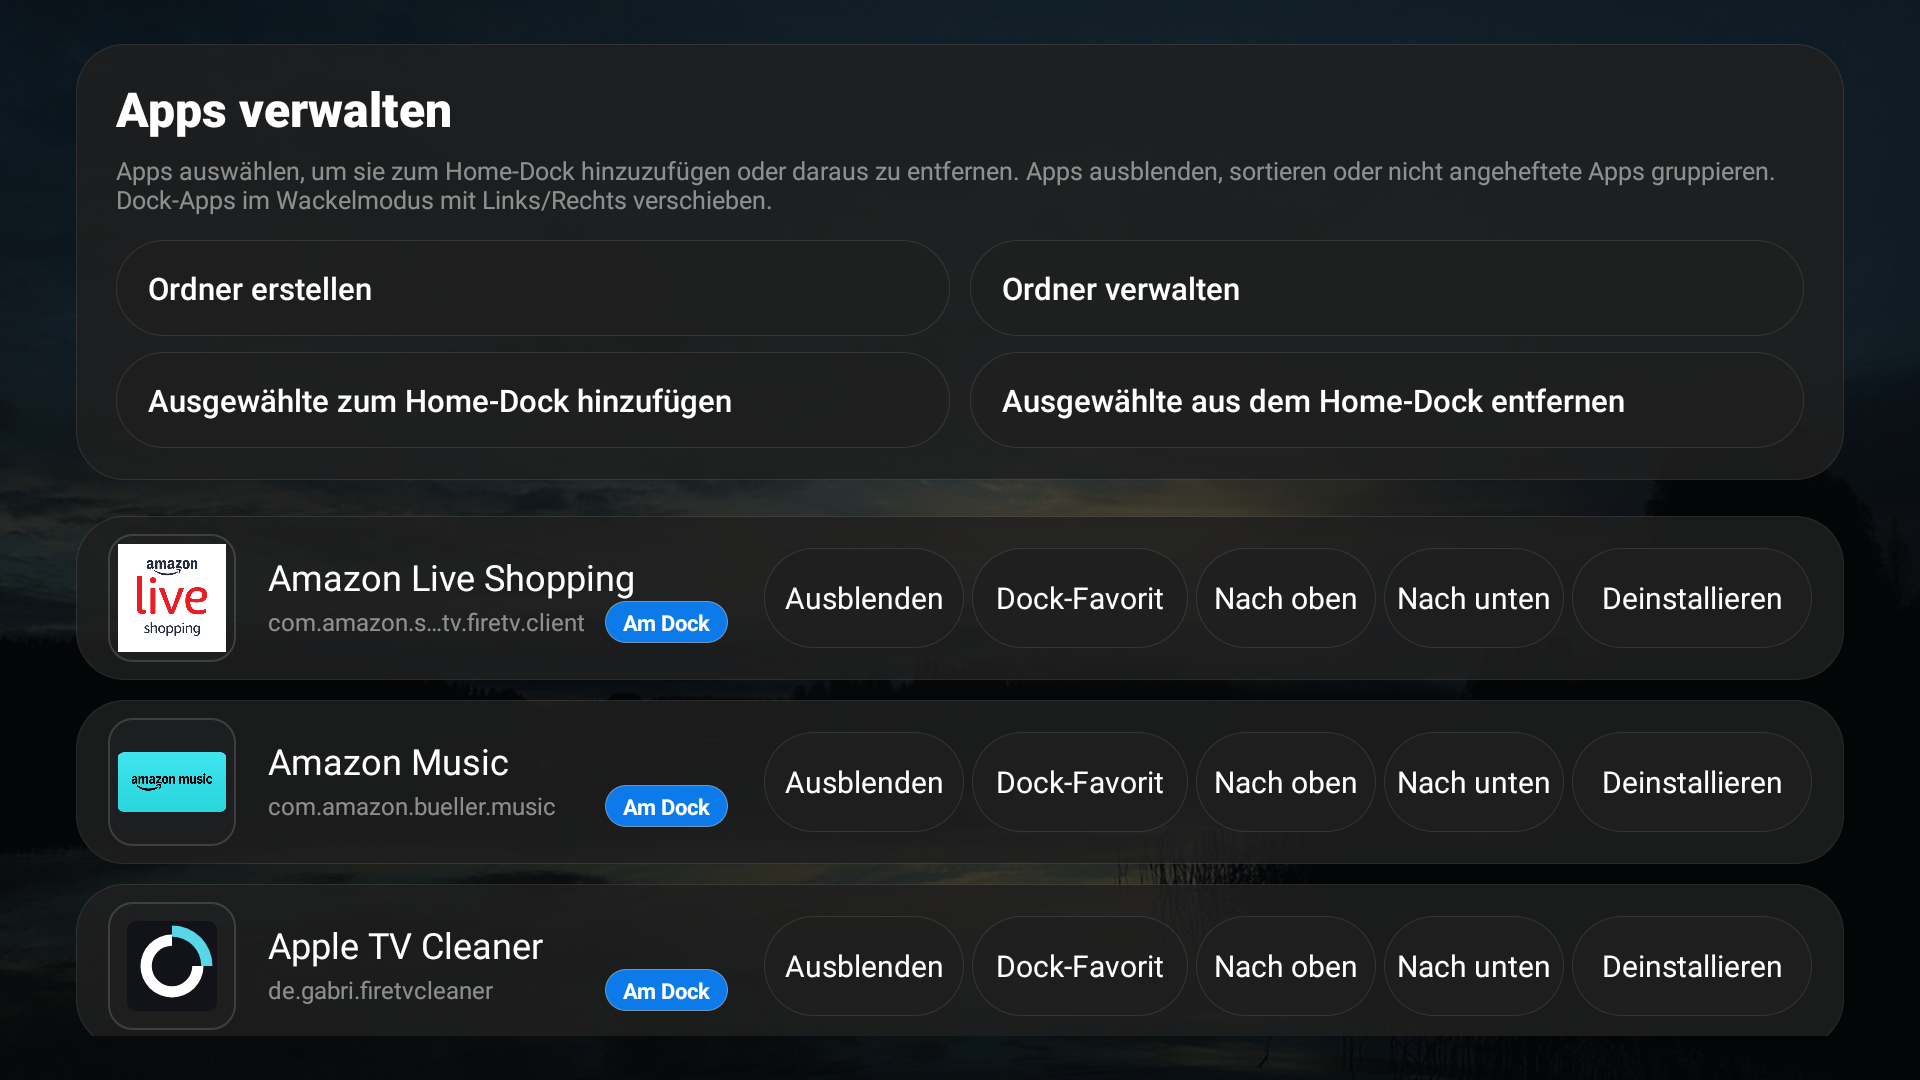 Apps verwalten
Apps auswählen, um sie zum Home-Dock hinzuzufügen oder daraus zu entfernen. Apps ausblenden, sortieren oder nicht angeheftete Apps gruppieren.
Dock-Apps im Wackelmodus mit Links/Rechts verschieben.
Ordner erstellen
Ordner verwalten
Ausgewählte zum Home-Dock hinzufügen
Ausgewählte aus dem Home-Dock entfernen
amazon
live
shopping
Amazon Live Shopping
com.amazon.s...tv.firetv.client
Am Dock
Ausblenden
Dock-Favorit
Nach oben
Nach unten
Deinstallieren
amazon music
Amazon Music
com.amazon.bueller.music
Am Dock
Ausblenden
Dock-Favorit
Nach oben
Nach unten
Deinstallieren
Apple TV Cleaner
de.gabri.firetvcleaner
Am Dock
Ausblenden
Dock-Favorit
Nach oben
Nach unten
Deinstallieren